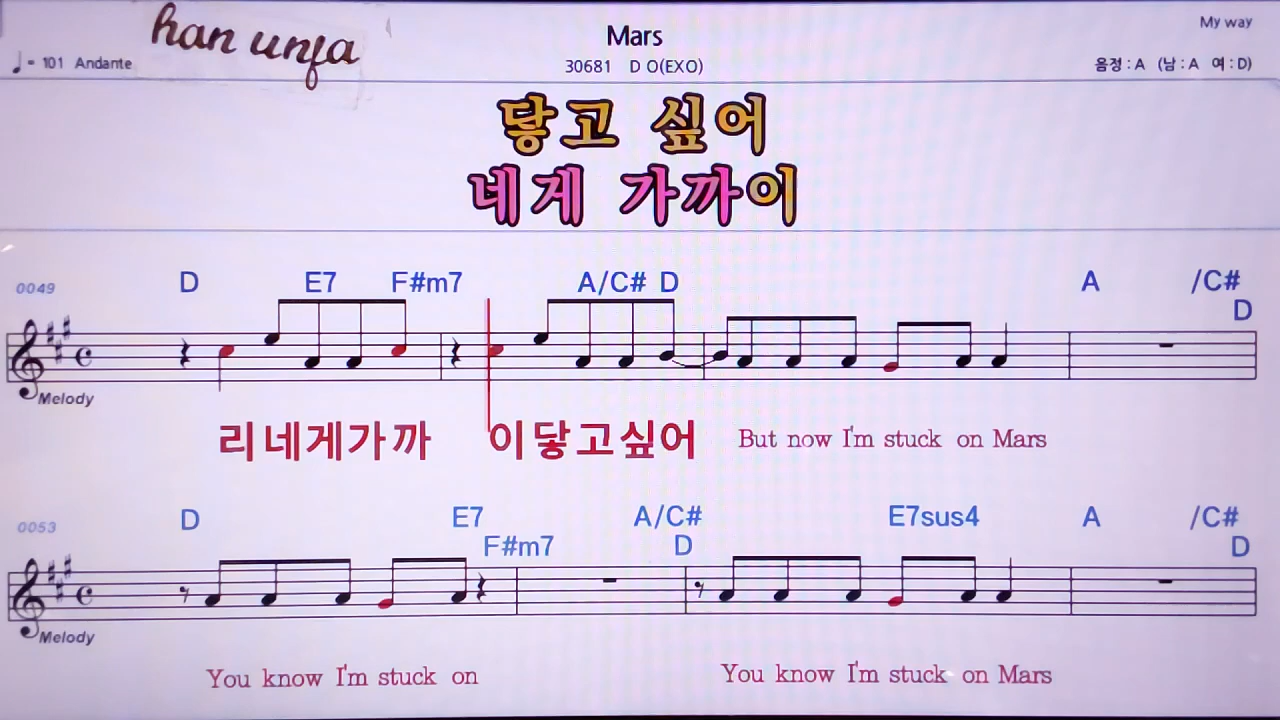 han unfa
Mars
My way
♩= 101 Andante
30681 D O(EXO)
음정 : A (남 : A 여 : D)
닿고 싶어
네게 가까이
0049 D E7 F#m7 A/C# D A /C# D
Melody
리네게가까 이닿고싶어 But now I'm stuck on Mars
0053 D E7 F#m7 A/C# D E7sus4 A /C# D
Melody
You know I'm stuck on You know I'm stuck on Mars